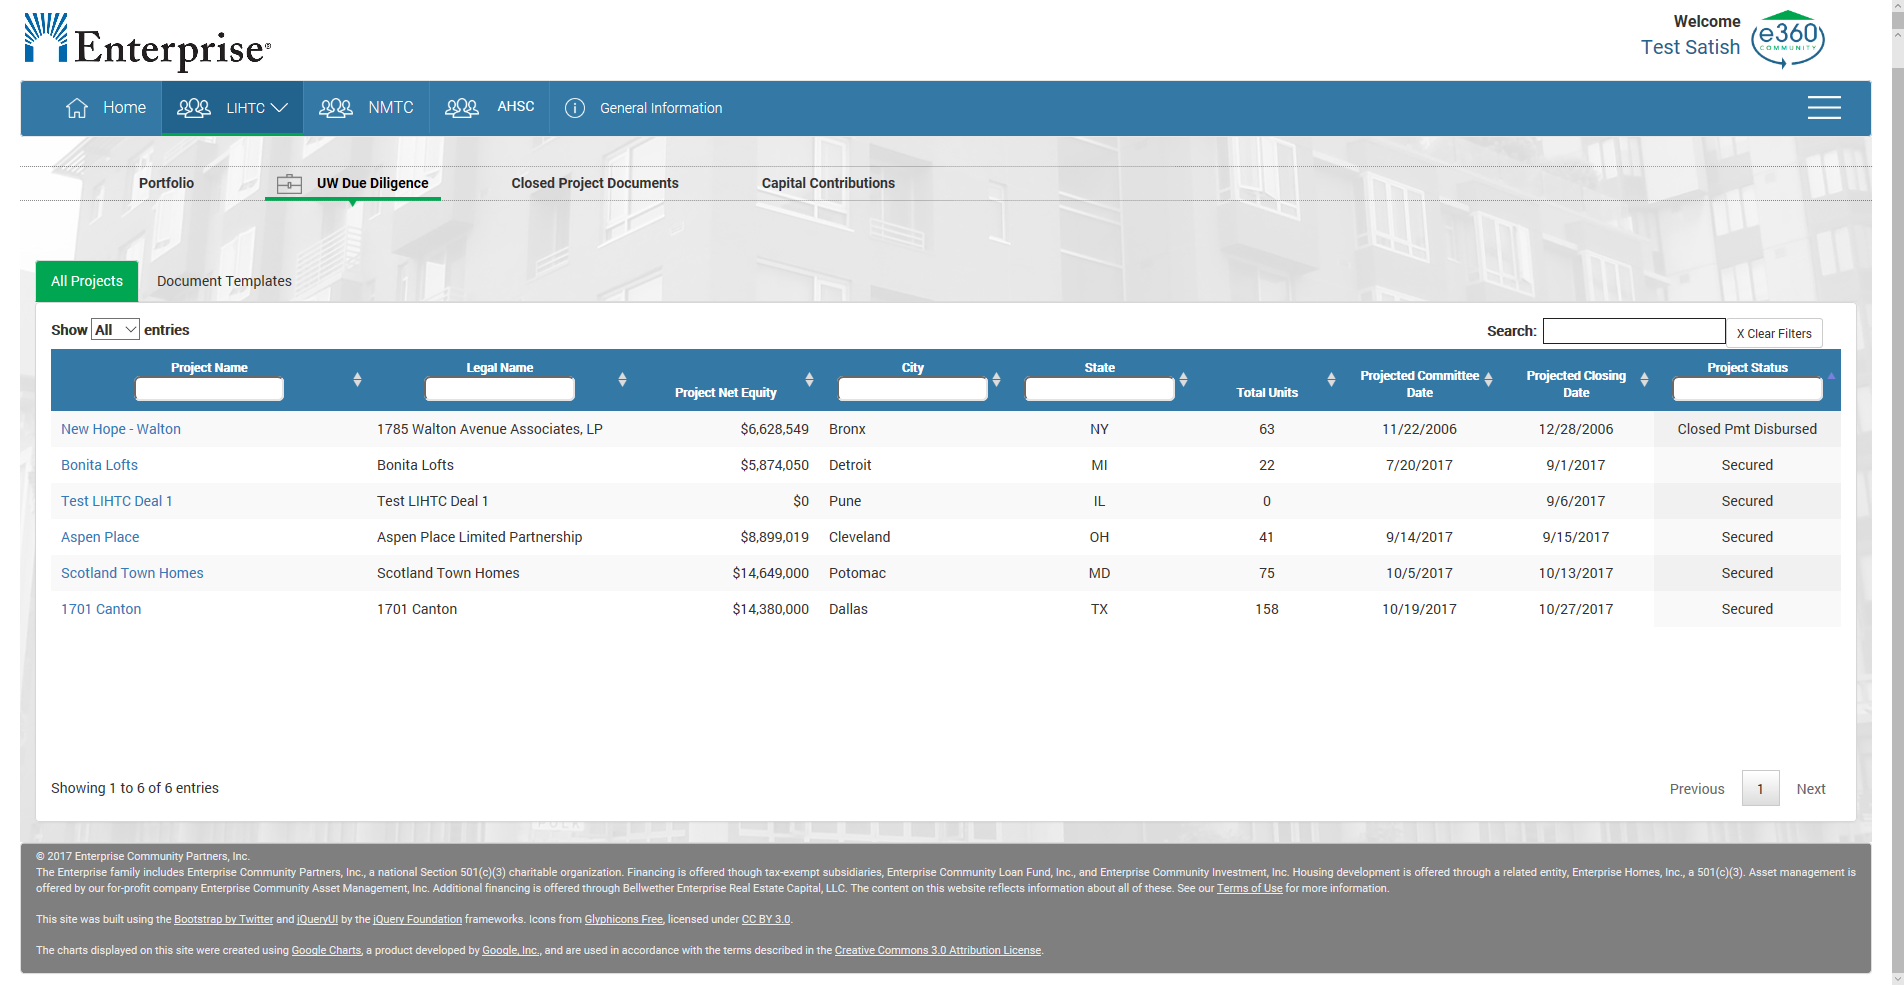 Enterprise®
Welcome
Test Satish
e360
COMMUNITY
Home
LIHTC
NMTC
AHSC
General Information
Portfolio
UW Due Diligence
Closed Project Documents
Capital Contributions
All Projects
Document Templates
Show All entries
Search:
X Clear Filters
Project Name
Legal Name
Project Net Equity
City
State
Total Units
Projected Committee
Date
Projected Closing
Date
Project Status
New Hope - Walton 1785 Walton Avenue Associates, LP $6,628,549 Bronx NY 63 11/22/2006 12/28/2006 Closed Pmt Disbursed
Bonita Lofts Bonita Lofts $5,874,050 Detroit MI 22 7/20/2017 9/1/2017 Secured
Test LIHTC Deal 1 Test LIHTC Deal 1 $0 Pune IL 0 9/6/2017 Secured
Aspen Place Aspen Place Limited Partnership $8,899,019 Cleveland OH 41 9/14/2017 9/15/2017 Secured
Scotland Town Homes Scotland Town Homes $14,649,000 Potomac MD 75 10/5/2017 10/13/2017 Secured
1701 Canton 1701 Canton $14,380,000 Dallas TX 158 10/19/2017 10/27/2017 Secured
Showing 1 to 6 of 6 entries
Previous 1 Next
© 2017 Enterprise Community Partners, Inc.
The Enterprise family includes Enterprise Community Partners, Inc., a national Section 501(c)(3) charitable organization. Financing is offered though tax-exempt subsidiaries, Enterprise Community Loan Fund, Inc., and Enterprise Community Investment, Inc. Housing development is offered through a related entity, Enterprise Homes, Inc., a 501(c)(3). Asset management is
offered by our for-profit company Enterprise Community Asset Management, Inc. Additional financing is offered through Bellwether Enterprise Real Estate Capital, LLC. The content on this website reflects information about all of these. See our Terms of Use for more information.
This site was built using the Bootstrap by Twitter and jQueryUI by the jQuery Foundation frameworks. Icons from Glyphicons Free, licensed under CC BY 3.0.
The charts displayed on this site were created using Google Charts, a product developed by Google, Inc., and are used in accordance with the terms described in the Creative Commons 3.0 Attribution License.